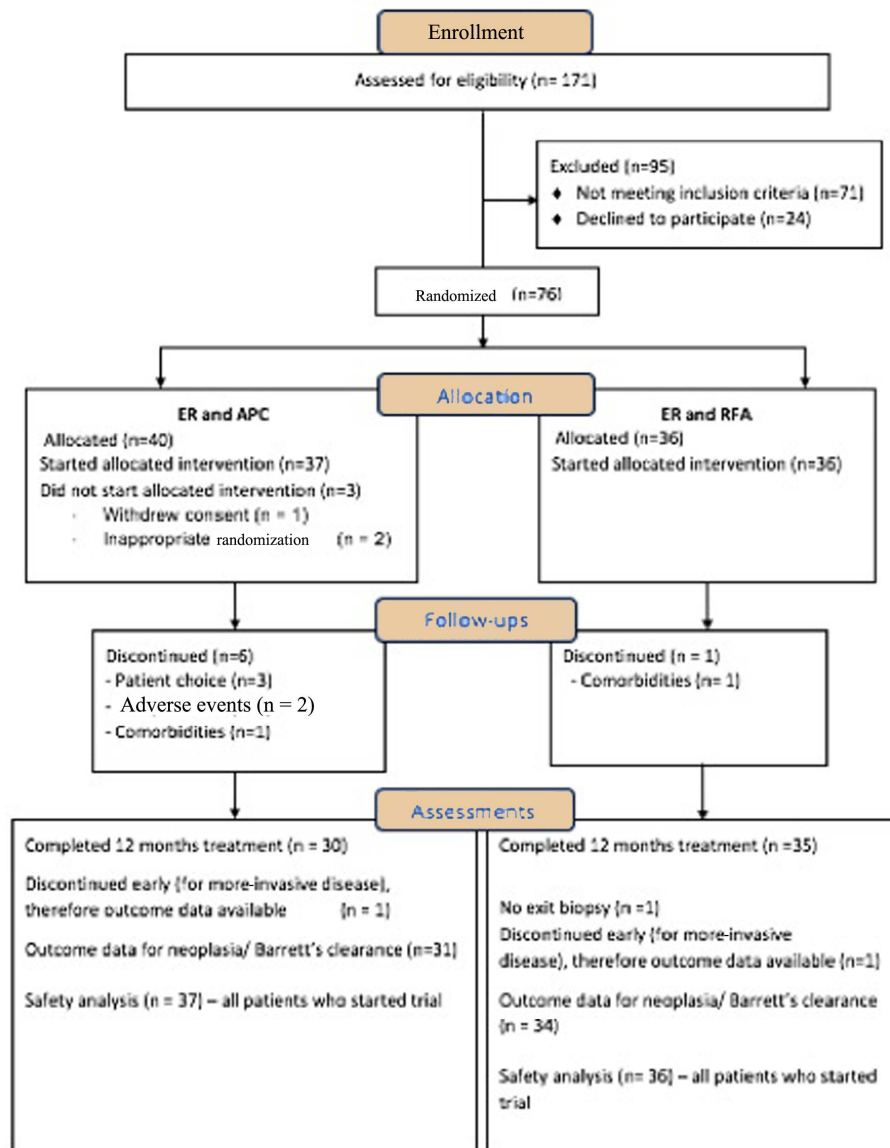 Enrollment
Assessed for eligibility (n= 171)
Excluded (n=95)
♦ Not meeting inclusion criteria (n=71)
♦ Declined to participate (n=24)
Randomized (n=76)
Allocation
ER and APC
Allocated (n=40)
Started allocated intervention (n=37)
Did not start allocated intervention (n=3)
· Withdrew consent (n = 1)
· Inappropriate randomization (n = 2)
ER and RFA
Allocated (n=36)
Started allocated intervention (n=36)
Follow-ups
Discontinued (n=6)
- Patient choice (n=3)
- Adverse events (n = 2)
- Comorbidities (n=1)
Discontinued (n = 1)
- Comorbidities (n= 1)
Assessments
Completed 12 months treatment (n = 30)
Discontinued early (for more-invasive disease),
therefore outcome data available (n = 1)
Outcome data for neoplasia/ Barrett's clearance (n=31)
Safety analysis (n = 37) – all patients who started trial
Completed 12 months treatment (n =35)
No exit biopsy (n =1)
Discontinued early (for more-invasive
disease), therefore outcome data available (n=1)
Outcome data for neoplasia/ Barrett's clearance
(n = 34)
Safety analysis (n= 36) – all patients who started
trial